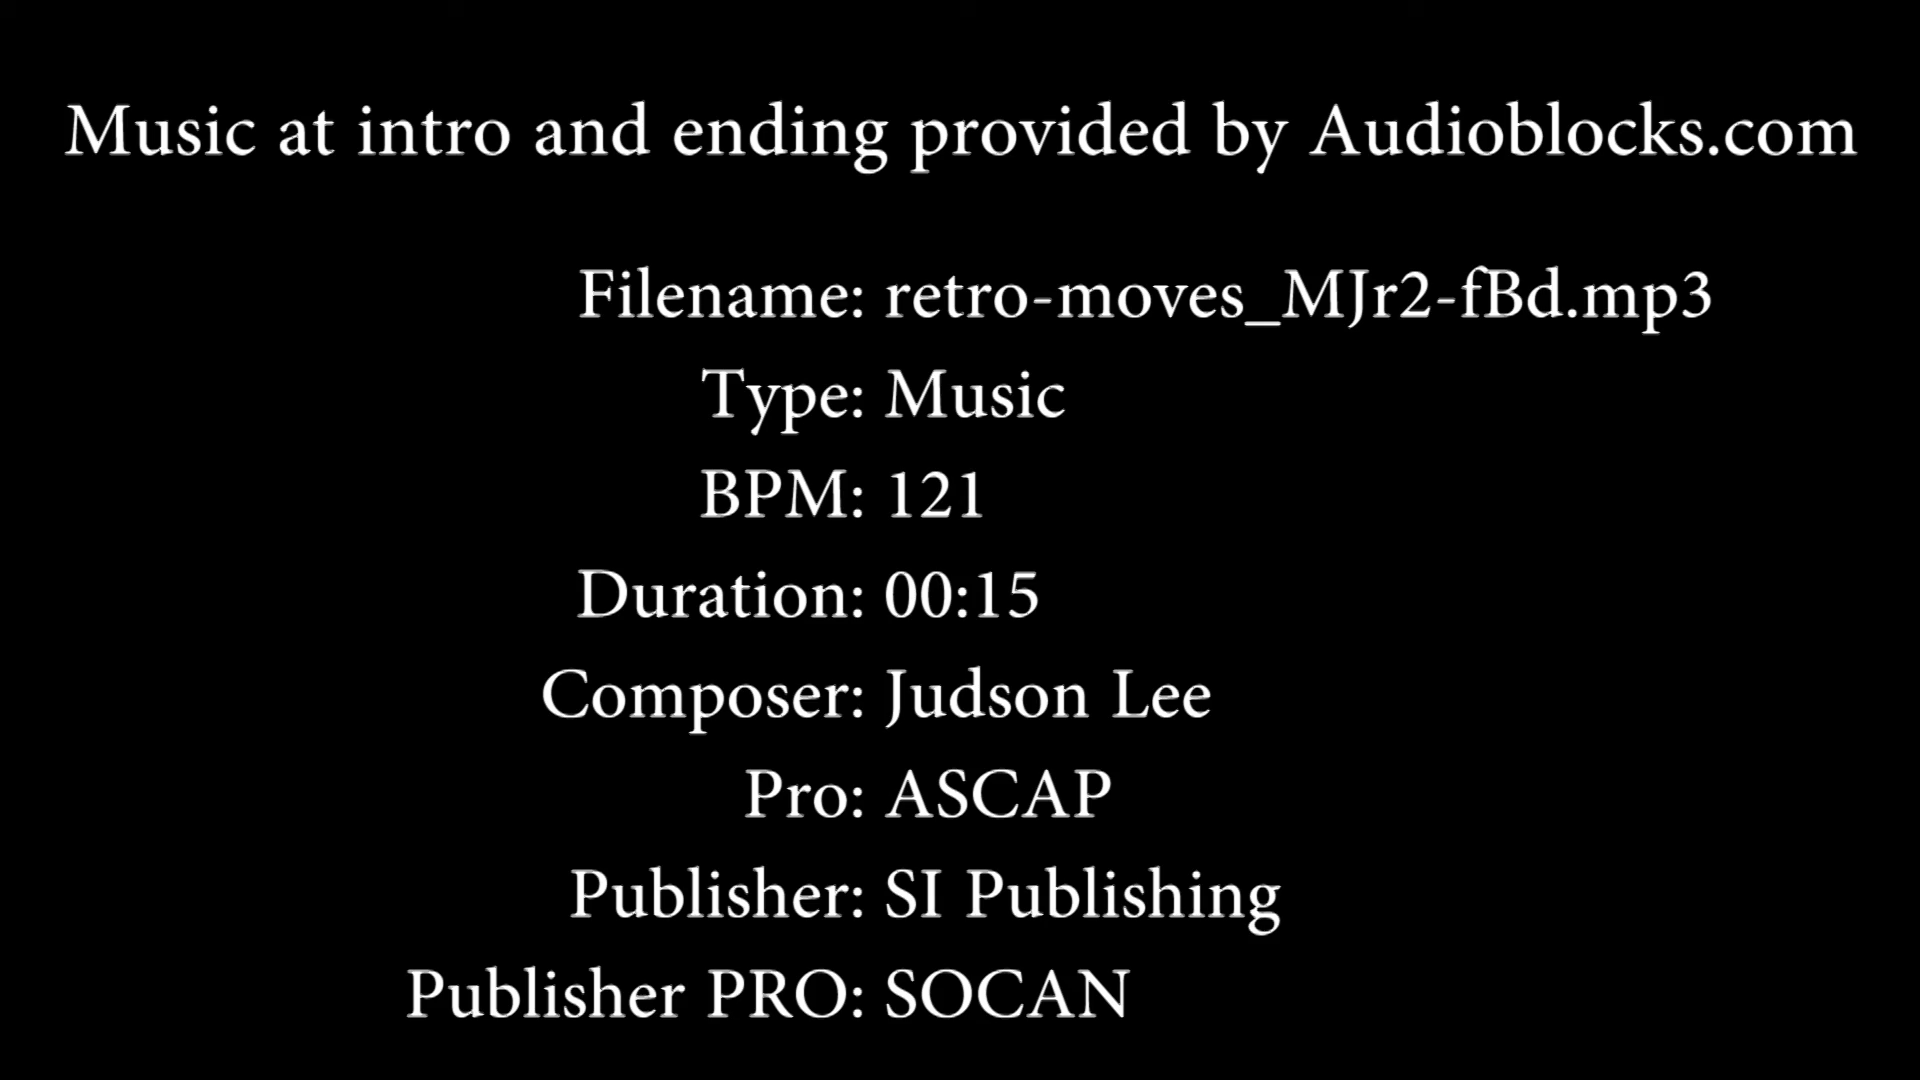 Music at intro and ending provided by Audioblocks.com
Filename: retro-moves_MJr2-fBd.mp3
Type: Music
BPM: 121
Duration: 00:15
Composer: Judson Lee
Pro: ASCAP
Publisher: SI Publishing
Publisher PRO: SOCAN